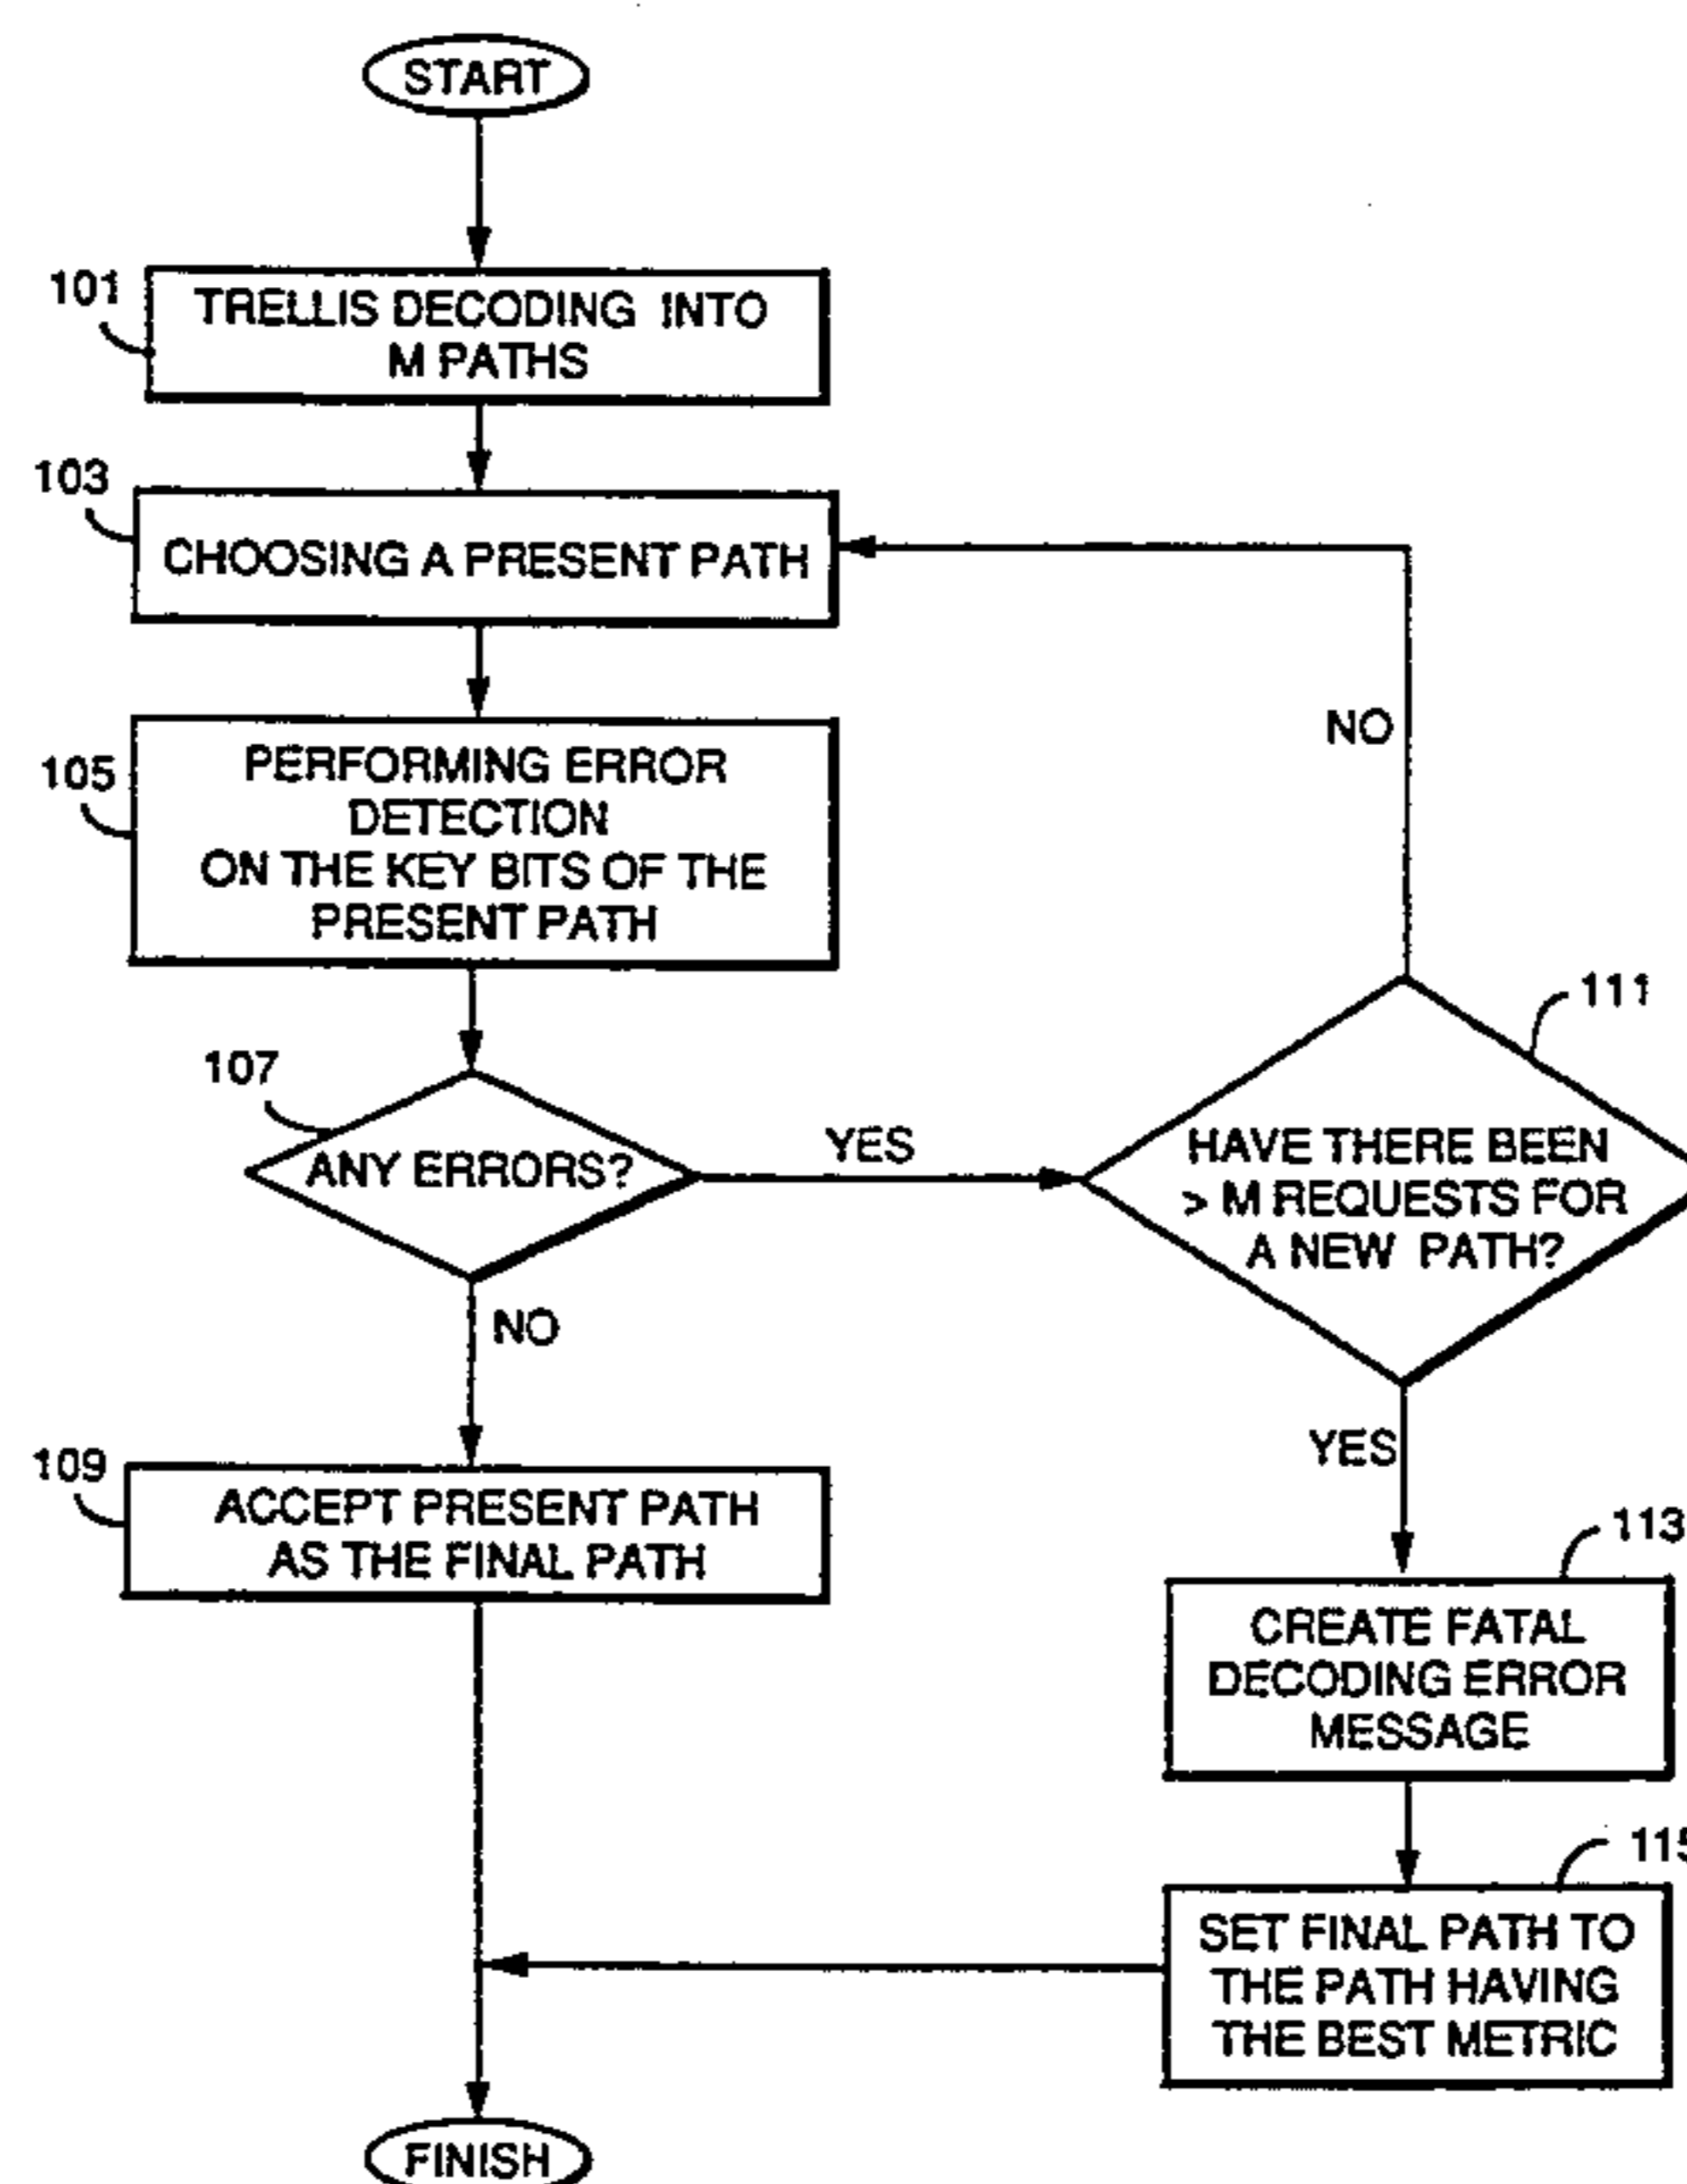 START
101
TRELLIS DECODING INTO
M PATHS
103
CHOOSING A PRESENT PATH
NO
105
PERFORMING ERROR
DETECTION
ON THE KEY BITS OF THE
PRESENT PATH
111
107
ANY ERRORS?
YES
HAVE THERE BEEN
> M REQUESTS FOR
A NEW PATH?
NO
YES
109
ACCEPT PRESENT PATH
AS THE FINAL PATH
113
CREATE FATAL
DECODING ERROR
MESSAGE
115
SET FINAL PATH TO
THE PATH HAVING
THE BEST METRIC
FINISH